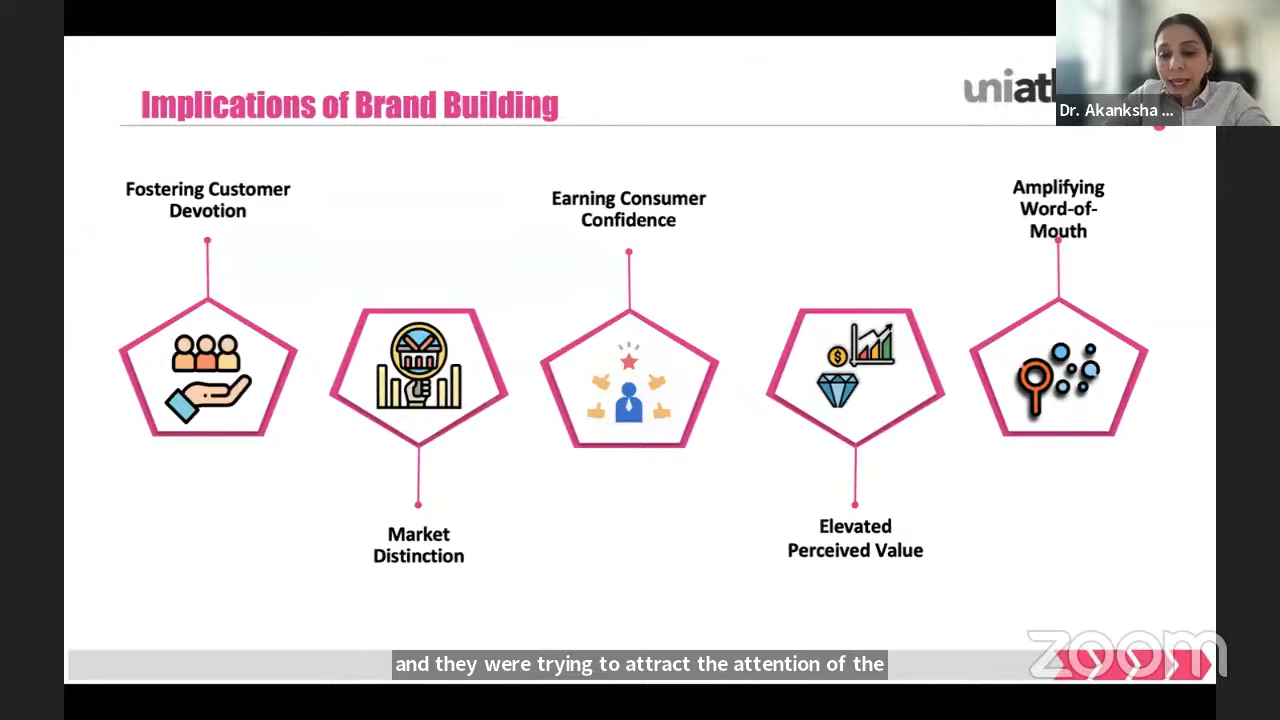 Implications of Brand Building
uniat
Dr. Akanksha ...
Fostering Customer
Devotion
Earning Consumer
Confidence
Amplifying
Word-of-
Mouth
Market
Distinction
Elevated
Perceived Value
and they were trying to attract the attention of the
zoom